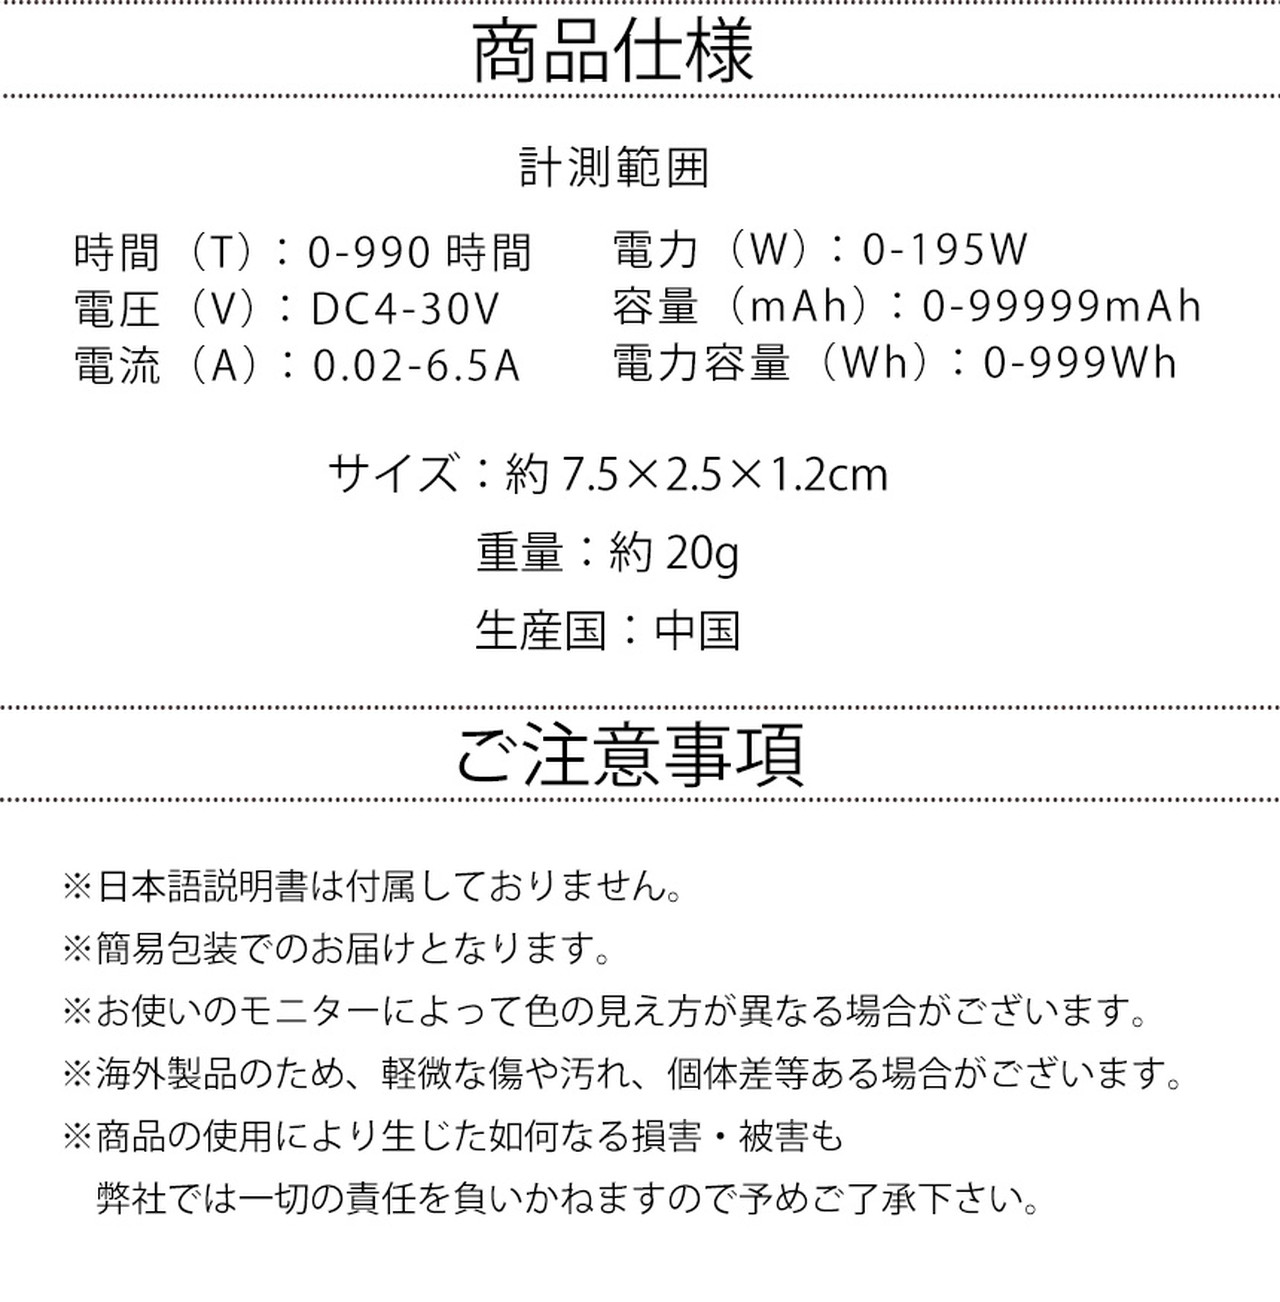 商品仕様
計測範囲
時間（T）：0-990 時間
電圧（V）：DC4-30V
電流（A）：0.02-6.5A
電力（W）：0-195W
容量（mAh）：0-99999mAh
電力容量（Wh）：0-999Wh
サイズ：約 7.5×2.5×1.2cm
重量：約 20g
生産国：中国
ご注意事項
※日本語説明書は付属しておりません。
※簡易包装でのお届けとなります。
※お使いのモニターによって色の見え方が異なる場合がございます。
※海外製品のため、軽微な傷や汚れ、個体差等ある場合がございます。
※商品の使用により生じた如何なる損害・被害も
弊社では一切の責任を負いかねますので予めご了承下さい。